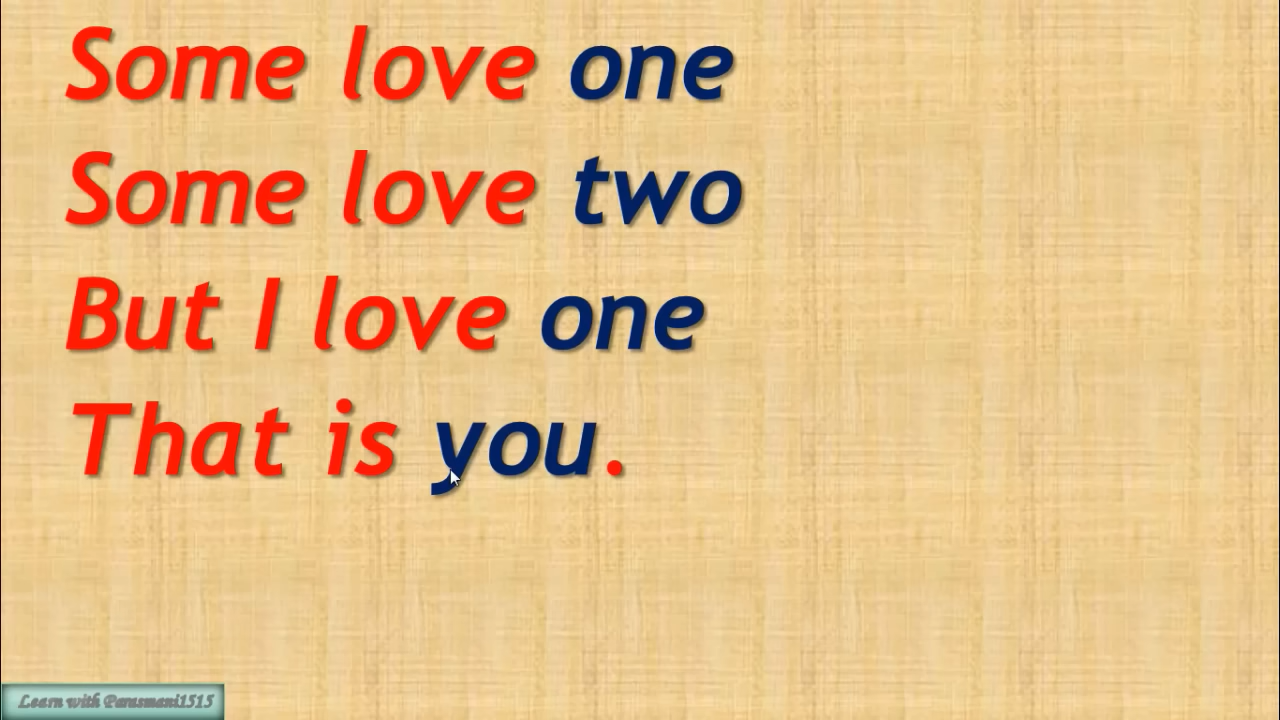 Some love one
Some love two
But I love one
That is you.
Learn with Parasmani1515